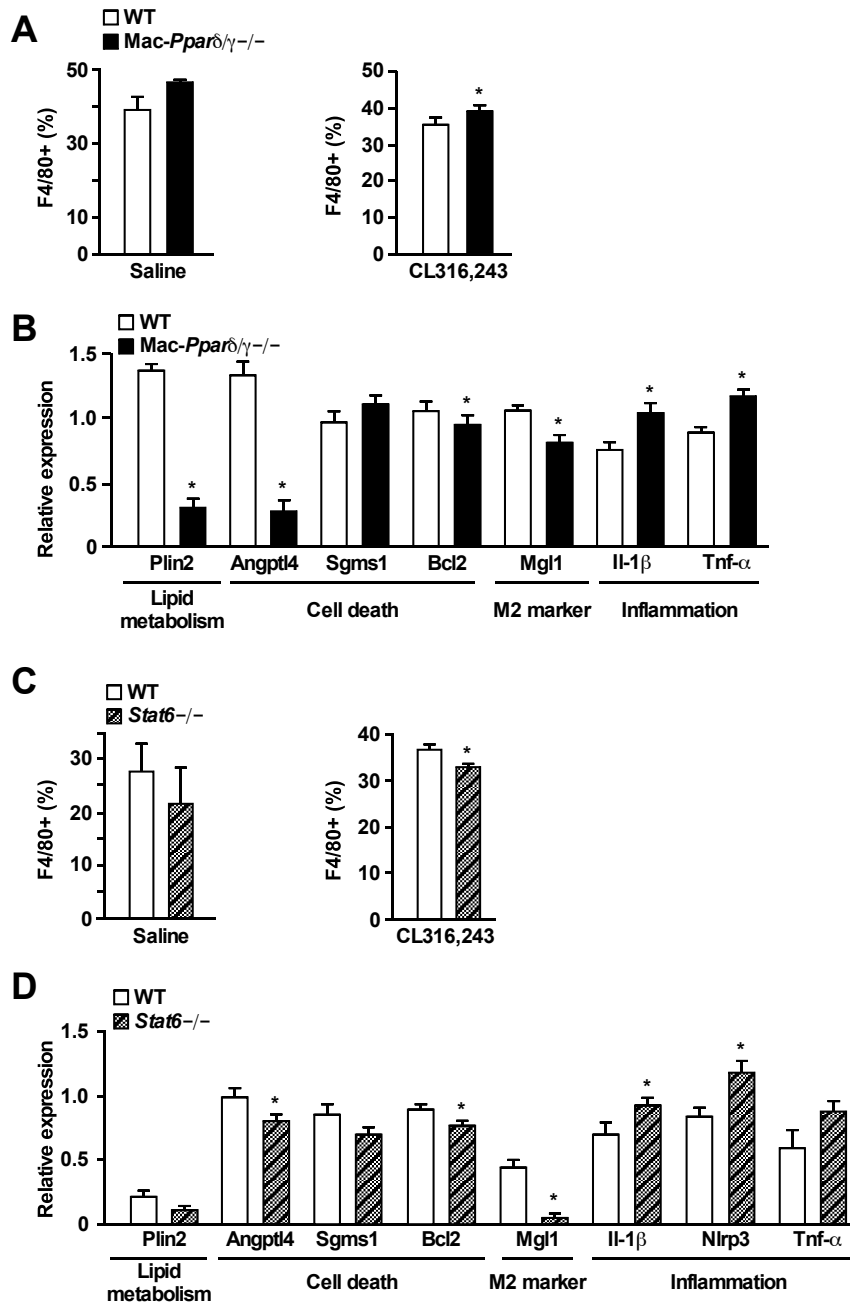 A
WT
Mac-Pparδ/γ−/−
F4/80+ (%)
50
30
10
0
Saline
F4/80+ (%)
50
40
30
20
10
0
*
CL316,243
B
WT
Mac-Pparδ/γ−/−
Relative expression
1.5
1.0
0.5
0
* * * * * *
Plin2 Angptl4 Sgms1 Bcl2 Mgl1 Il-1β Tnf-α
Lipid
metabolism
Cell death M2 marker Inflammation
C
WT
Stat6−/−
F4/80+ (%)
30
20
10
0
Saline
F4/80+ (%)
40
30
20
10
0
*
CL316,243
D
WT
Stat6−/−
Relative expression
1.5
1.0
0.5
0
* * * * *
Plin2 Angptl4 Sgms1 Bcl2 Mgl1 Il-1β Nlrp3 Tnf-α
Lipid
metabolism
Cell death M2 marker Inflammation